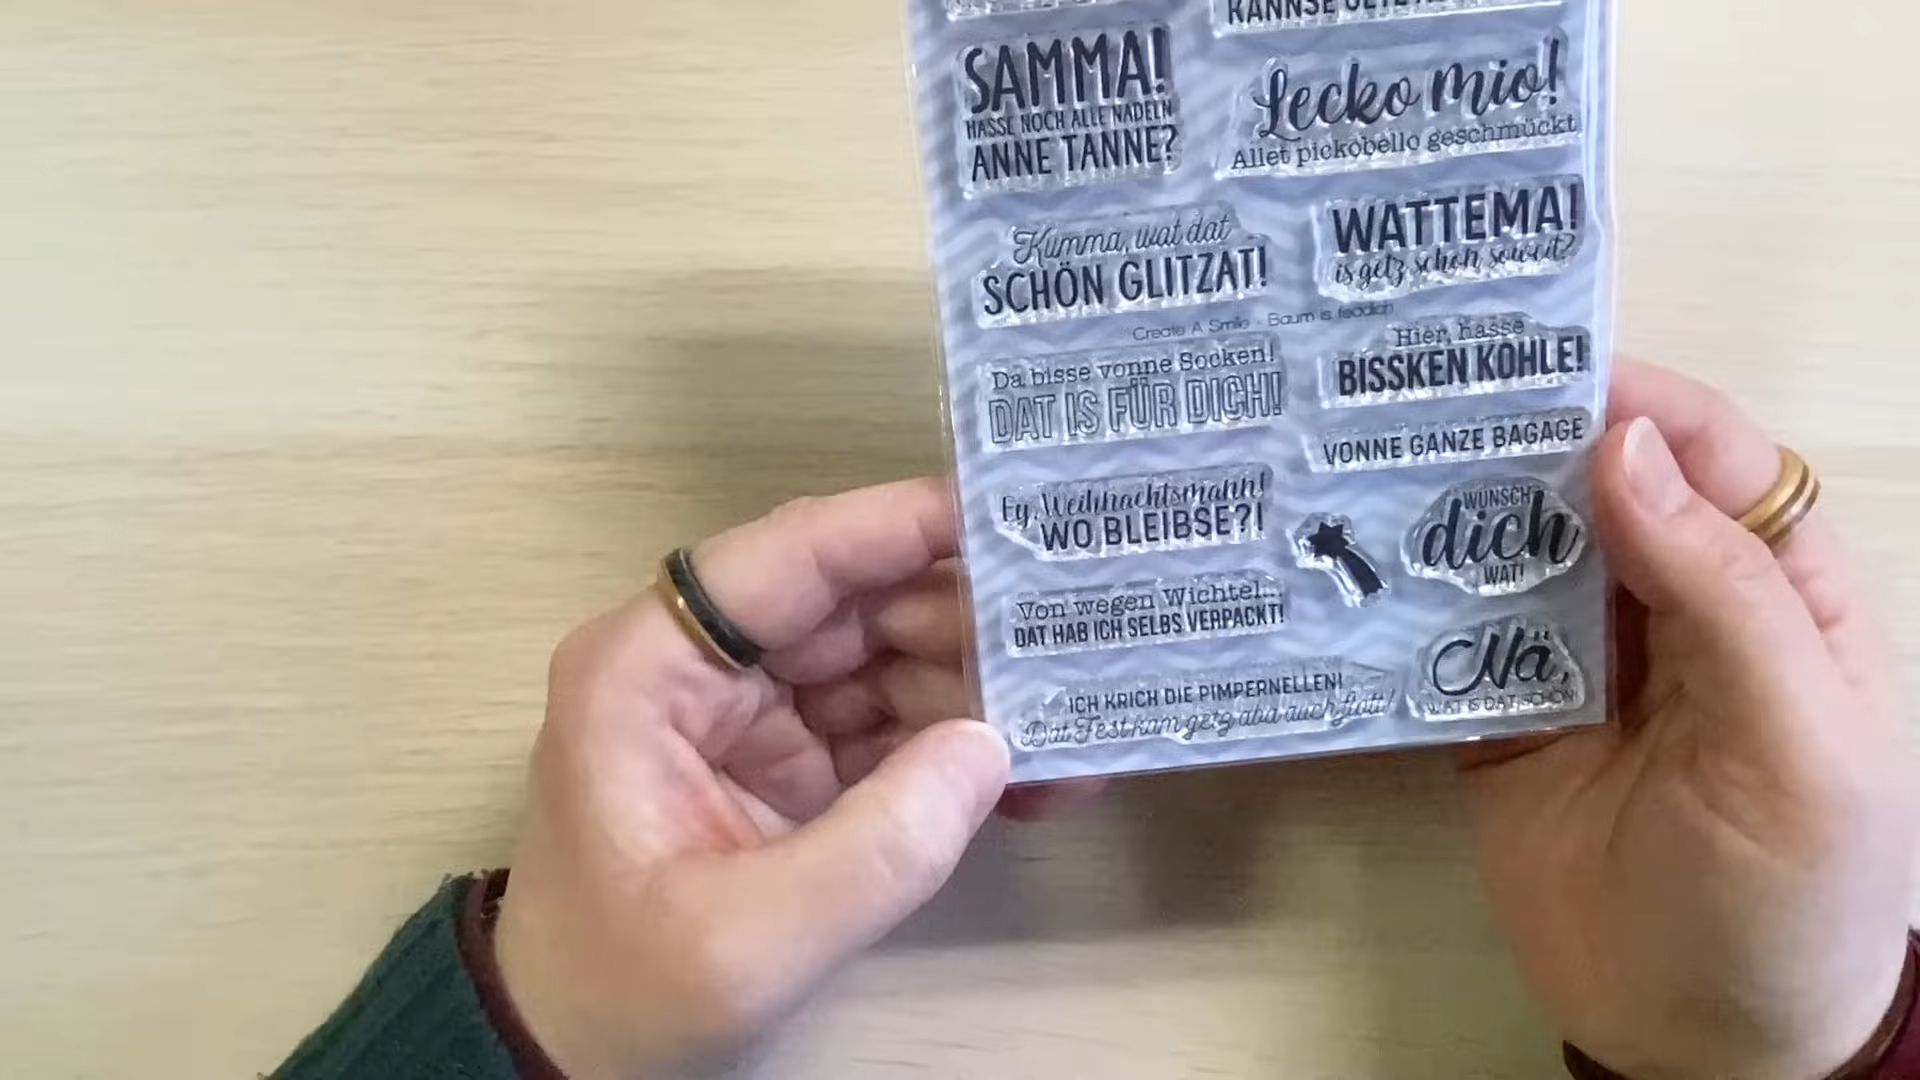 KANNSE
SAMMA!
HASSE NOCH ALLE NADELN
ANNE TANNE?
Lecko mio!
Allet pickobello geschmückt
Kumma, wat dat
SCHÖN GLITZAT!
WATTEMA!
is getz schon soweit?
Create A Smile - Baum is feddich
Da bisse vonne Socken!
DAT IS FÜR DICH!
Hier, hasse
BISSKEN KOHLE!
VONNE GANZE BAGAGE
Ey, Weihnachtsmann!
WO BLEIBSE?!
WÜNSCH
dich
WAT!
Von wegen Wichtel...
DAT HAB ICH SELBS VERPACKT!
Nä,
WAT IS DAT SCHÖN!
ICH KRICH DIE PIMPERNELLEN!
Dat Fest kam getz aba auch flott!